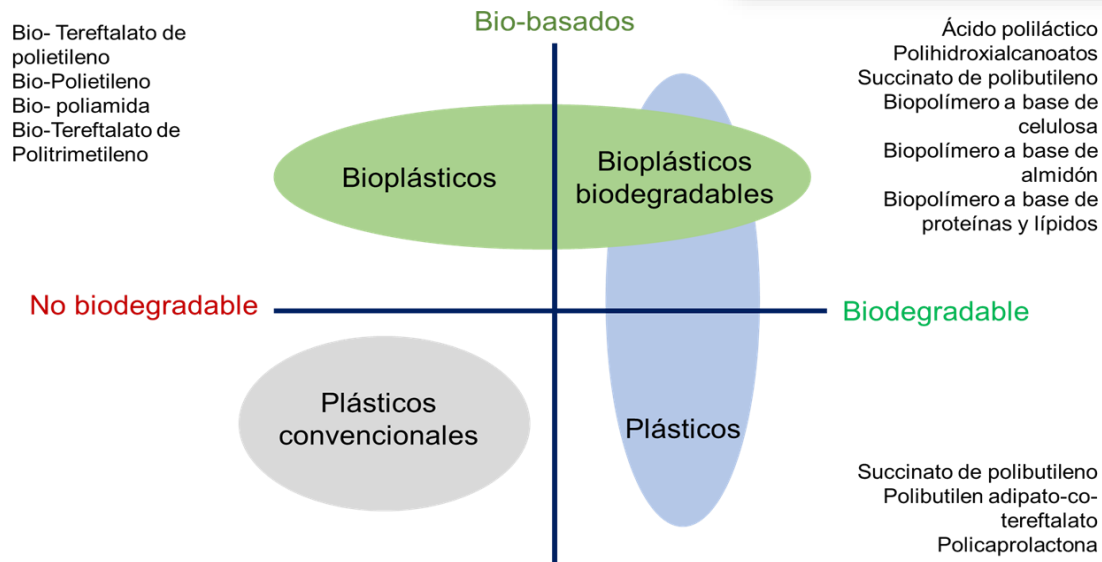 Bio-basados
Bio- Tereftalato de
polietileno
Bio-Polietileno
Bio- poliamida
Bio-Tereftalato de
Politrimetileno
Ácido poliláctico
Polihidroxialcanoatos
Succinato de polibutileno
Biopolímero a base de
celulosa
Biopolímero a base de
almidón
Biopolímero a base de
proteínas y lípidos
Bioplásticos
Bioplásticos
biodegradables
No biodegradable
Biodegradable
Plásticos
convencionales
Plásticos
Succinato de polibutileno
Polibutilen adipato-co-
tereftalato
Policaprolactona